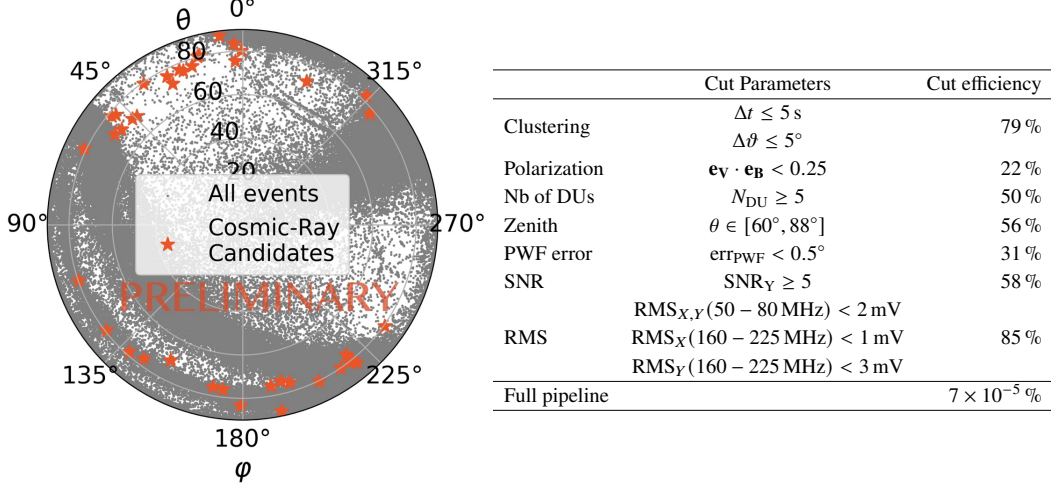 0°
θ
80
45°
315°
60
40
20
All events
Cosmic-Ray
Candidates
90°
270°
PRELIMINARY
135°
225°
180°
φ
Cut Parameters Cut efficiency
Clustering Δt ≤ 5 s 79 %
Δϑ ≤ 5°
Polarization e_V · e_B < 0.25 22 %
Nb of DUs N_DU ≥ 5 50 %
Zenith θ ∈ [60°, 88°] 56 %
PWF error err_PWF < 0.5° 31 %
SNR SNR_Y ≥ 5 58 %
RMS_X,Y(50 − 80 MHz) < 2 mV
RMS RMS_X(160 − 225 MHz) < 1 mV 85 %
RMS_Y(160 − 225 MHz) < 3 mV
Full pipeline 7 × 10⁻⁵ %